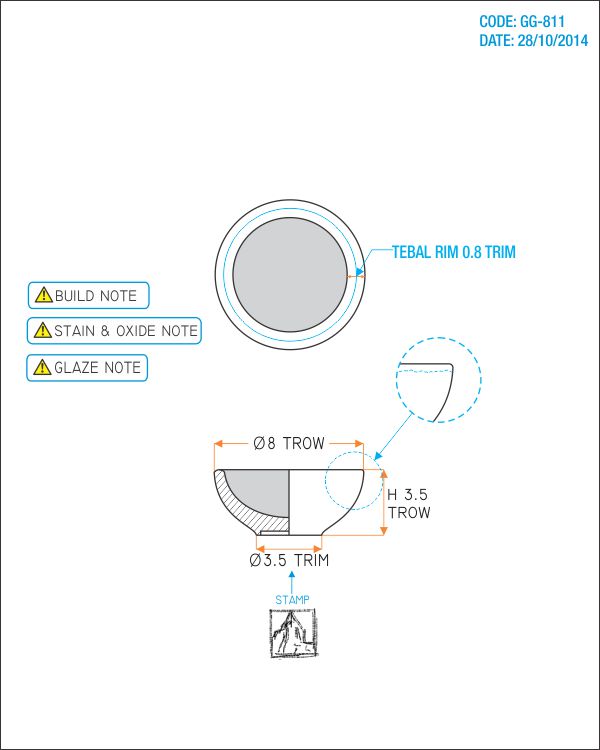 CODE: GG-811
DATE: 28/10/2014
TEBAL RIM 0.8 TRIM
BUILD NOTE
STAIN & OXIDE NOTE
GLAZE NOTE
Ø8 TROW
H 3.5
TROW
Ø3.5 TRIM
STAMP